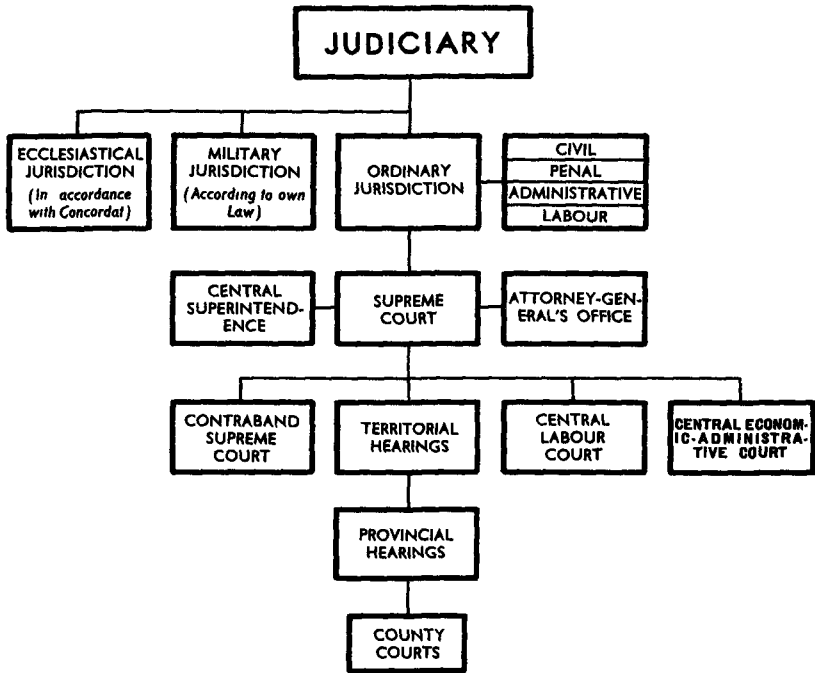 JUDICIARY
ECCLESIASTICAL
JURISDICTION
(In accordance
with Concordat)
MILITARY
JURISDICTION
(According to own
Law)
ORDINARY
JURISDICTION
CIVIL
PENAL
ADMINISTRATIVE
LABOUR
CENTRAL
SUPERINTEND-
ENCE
SUPREME
COURT
ATTORNEY-GEN-
ERAL'S OFFICE
CONTRABAND
SUPREME
COURT
TERRITORIAL
HEARINGS
CENTRAL
LABOUR
COURT
CENTRAL ECONOM-
IC-ADMINISTRA-
TIVE COURT
PROVINCIAL
HEARINGS
COUNTY
COURTS